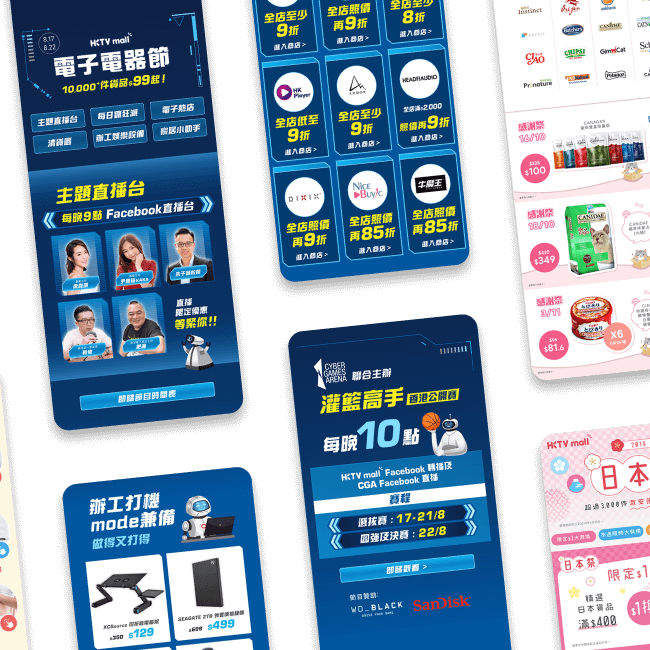 8.17
8.22
HKTV mall
電子電器節
10,000+件貨品$99起!
主題直播台
每日瘋狂減
電子熱店
清貨區
辦工娛樂設備
家居小助手
主題直播台
每晚9點 Facebook直播台
直播
限定優惠
等緊你!!
即睇節目時間表
全店至少
9折
進入商店 >
全店照價
再9折
進入商店 >
全店至少
8折
進入商店 >
HK
Player
全店低至
9折
進入商店 >
全店至少
9折
進入商店 >
HEADFIAUDIO
全店滿$2,000
照價再9折
進入商店 >
DIXIX
全店照價
再9折
進入商店 >
NICE
BUY/C
全店照價
再85折
進入商店 >
牛魔王
全店照價
再85折
進入商店 >
Instinct
Orijen
CIAO
CHIPSI
GimCat
Pronature
CANIDAE
感謝祭
16/10
$100
感謝祭
18/10
CANIDAE
$349
感謝祭
3/11
$81.6
X6
CYBER
GAMES
ARENA
聯合主辦
灌籃高手
香港公開賽
每晚10點
HKTV mall Facebook 轉播及
CGA Facebook 直播
賽程
選拔賽 : 17-21/8
四強及決賽 : 22/8
即睇觀看 >
節目贊助:
WD_BLACK
SanDisk
辦工打機
mode兼備
做得又打得
$350 $129
SEAGATE 2TB
$699 $499
HKTV mall
日本
超過3,000件
日本祭
限定$1
精選
日本貨品
滿$400
$1換